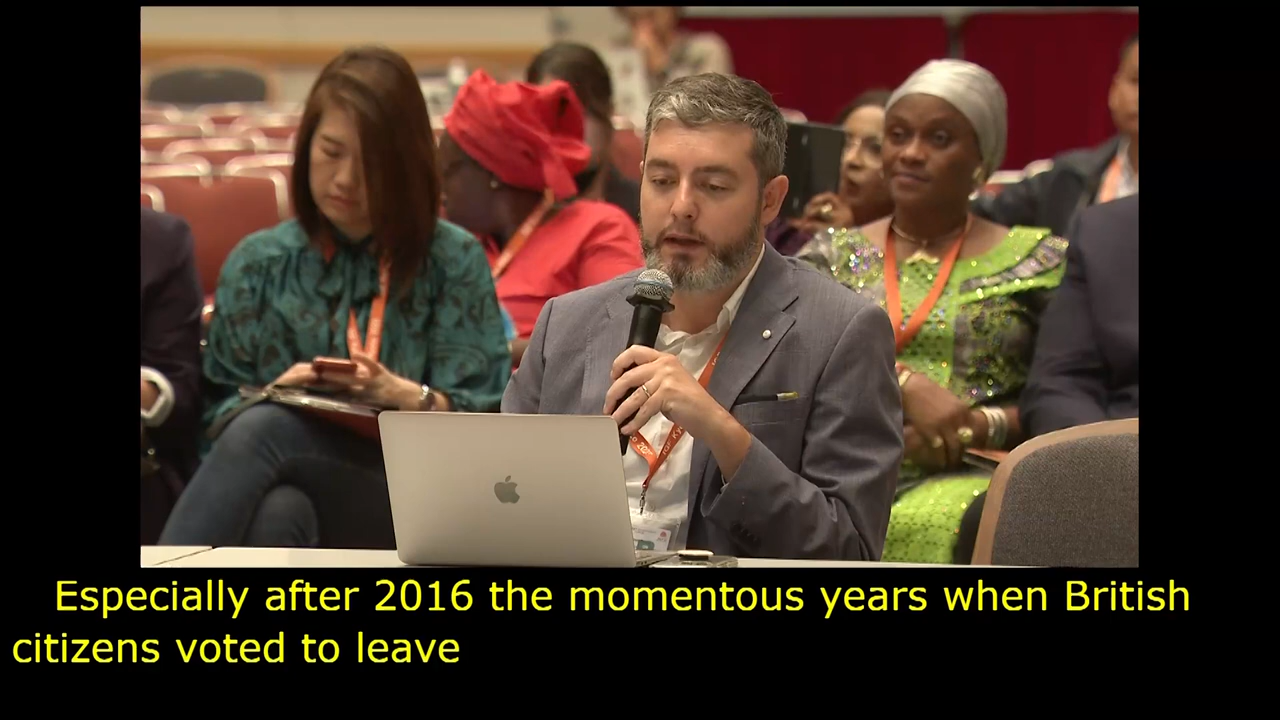 Especially after 2016 the momentous years when British
citizens voted to leave